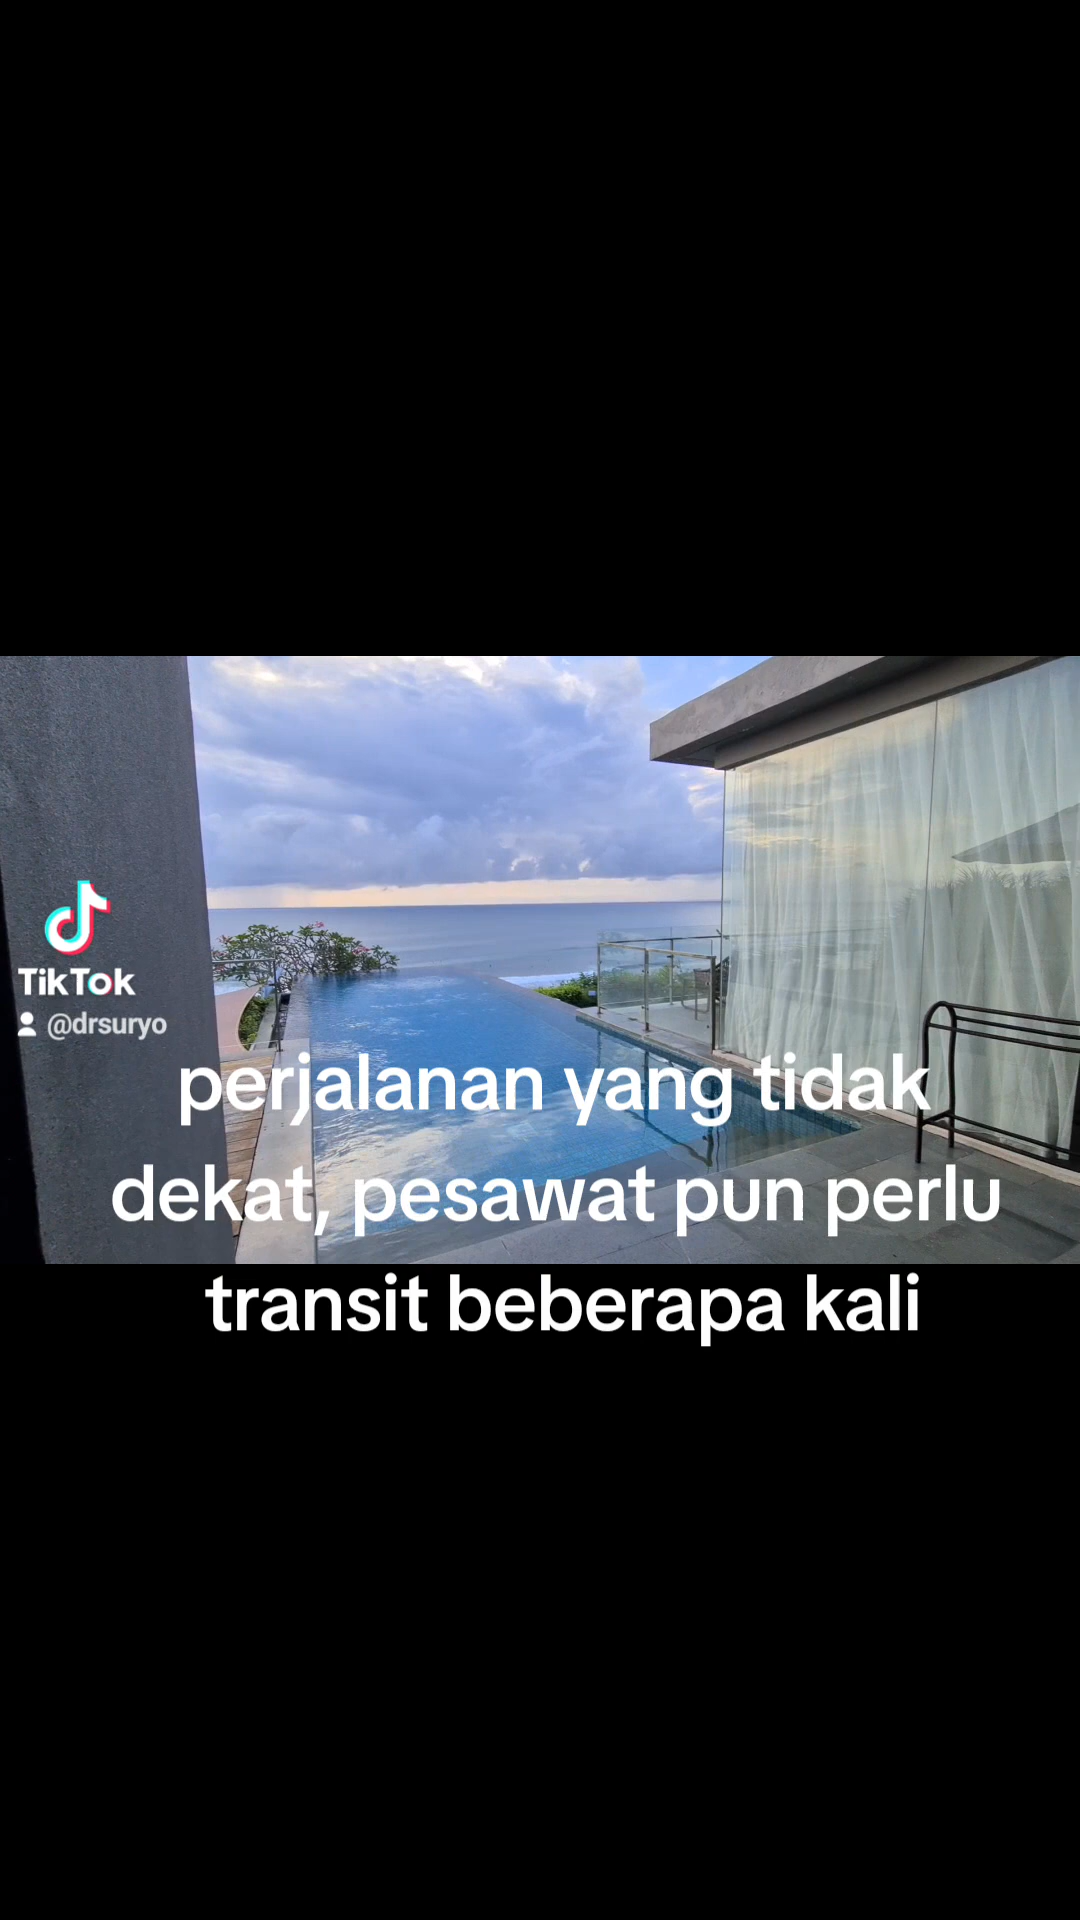 TikTok
@drsuryo
perjalanan yang tidak
dekat, pesawat pun perlu
transit beberapa kali